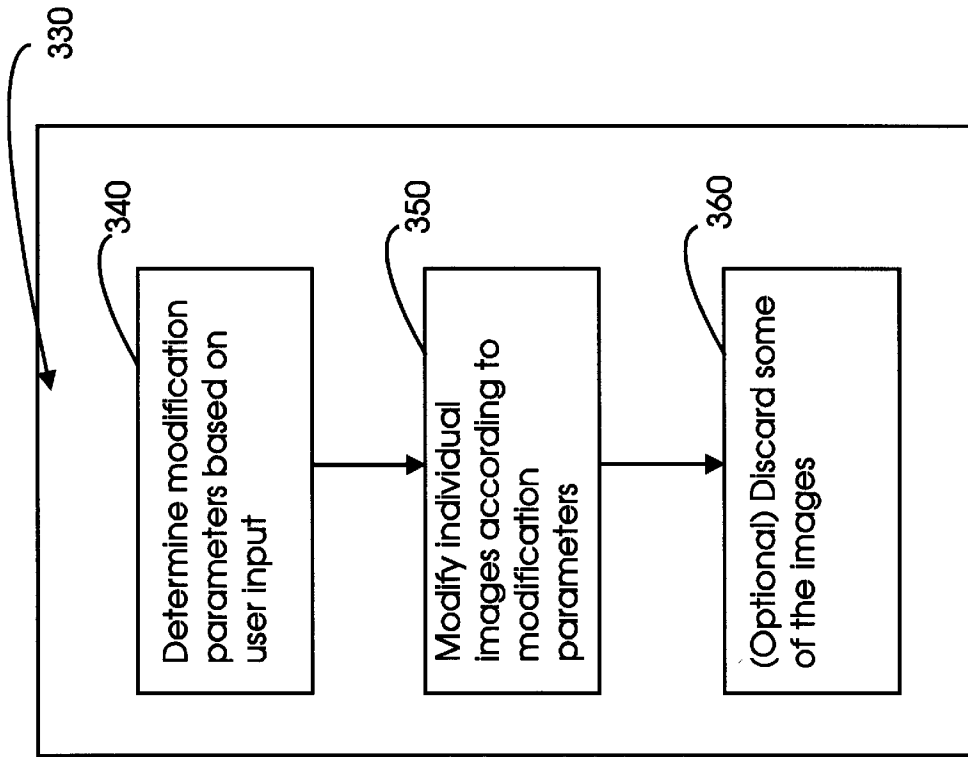 330
340
Determine modification
parameters based on
user input
350
Modify individual
images according to
modification
parameters
360
(Optional) Discard some
of the images